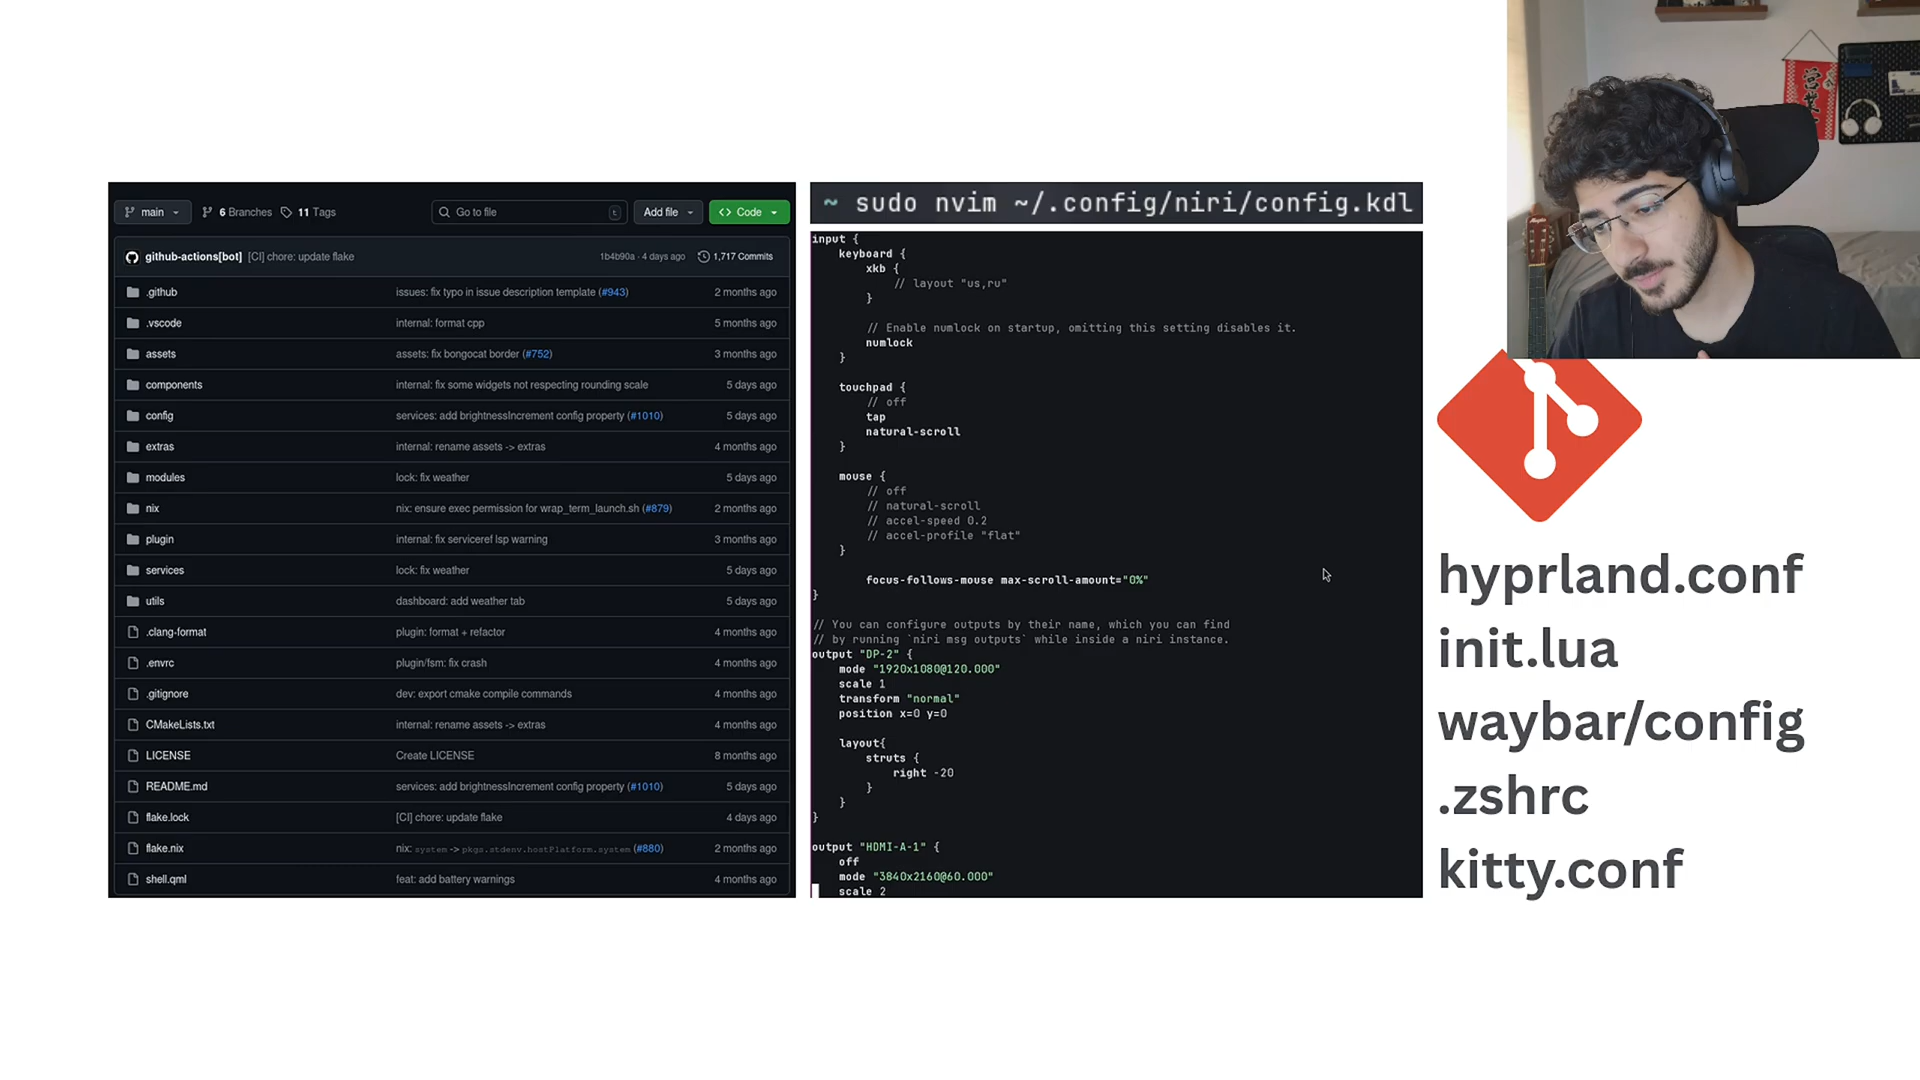 main
6 Branches
11 Tags
Go to file
t
Add file
Code
github-actions[bot] [CI] chore: update flake
1b4b90a · 4 days ago
1,717 Commits
.github issues: fix typo in issue description template (#943) 2 months ago
.vscode internal: format cpp 5 months ago
assets assets: fix bongocat border (#752) 3 months ago
components internal: fix some widgets not respecting rounding scale 5 days ago
config services: add brightnessIncrement config property (#1010) 5 days ago
extras internal: rename assets -> extras 4 months ago
modules lock: fix weather 5 days ago
nix nix: ensure exec permission for wrap_term_launch.sh (#879) 2 months ago
plugin internal: fix serviceref lsp warning 3 months ago
services lock: fix weather 5 days ago
utils dashboard: add weather tab 5 days ago
.clang-format plugin: format + refactor 4 months ago
.envrc plugin/fsm: fix crash 4 months ago
.gitignore dev: export cmake compile commands 4 months ago
CMakeLists.txt internal: rename assets -> extras 4 months ago
LICENSE Create LICENSE 8 months ago
README.md services: add brightnessIncrement config property (#1010) 5 days ago
flake.lock [CI] chore: update flake 4 days ago
flake.nix nix: system -> pkgs.stdenv.hostPlatform.system (#880) 2 months ago
shell.qml feat: add battery warnings 4 months ago
~ sudo nvim ~/.config/niri/config.kdl
input {
keyboard {
xkb {
// layout "us,ru"
}
// Enable numlock on startup, omitting this setting disables it.
numlock
}
touchpad {
// off
tap
natural-scroll
}
mouse {
// off
// natural-scroll
// accel-speed 0.2
// accel-profile "flat"
}
focus-follows-mouse max-scroll-amount="0%"
}
// You can configure outputs by their name, which you can find
// by running `niri msg outputs` while inside a niri instance.
output "DP-2" {
mode "1920x1080@120.000"
scale 1
transform "normal"
position x=0 y=0
layout{
struts {
right -20
}
}
}
output "HDMI-A-1" {
off
mode "3840x2160@60.000"
scale 2
営業
hyprland.conf
init.lua
waybar/config
.zshrc
kitty.conf